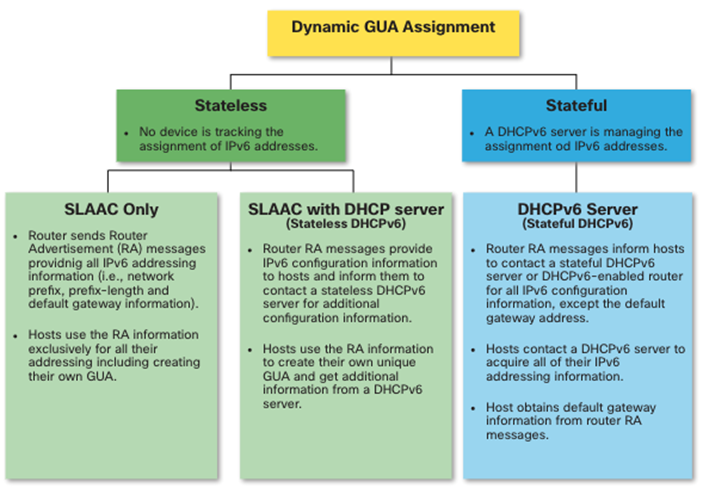 Dynamic GUA Assignment
Stateless
• No device is tracking the
assignment of IPv6 addresses.
Stateful
• A DHCPv6 server is managing the
assignment od IPv6 addresses.
SLAAC Only
• Router sends Router
Advertisement (RA) messages
providnig all IPv6 addressing
information (i.e., network
prefix, prefix-length and
default gateway information).
• Hosts use the RA information
exclusively for all their
addressing including creating
their own GUA.
SLAAC with DHCP server
(Stateless DHCPv6)
• Router RA messages provide
IPv6 configuration information
to hosts and inform them to
contact a stateless DHCPv6
server for additional
configuration information.
• Hosts use the RA information
to create their own unique
GUA and get additional
information from a DHCPv6
server.
DHCPv6 Server
(Stateful DHCPv6)
• Router RA messages inform hosts
to contact a stateful DHCPv6
server or DHCPv6-enabled router
for all IPv6 configuration
information, except the default
gateway address.
• Hosts contact a DHCPv6 server to
acquire all of their IPv6
addressing information.
• Host obtains default gateway
information from router RA
messages.